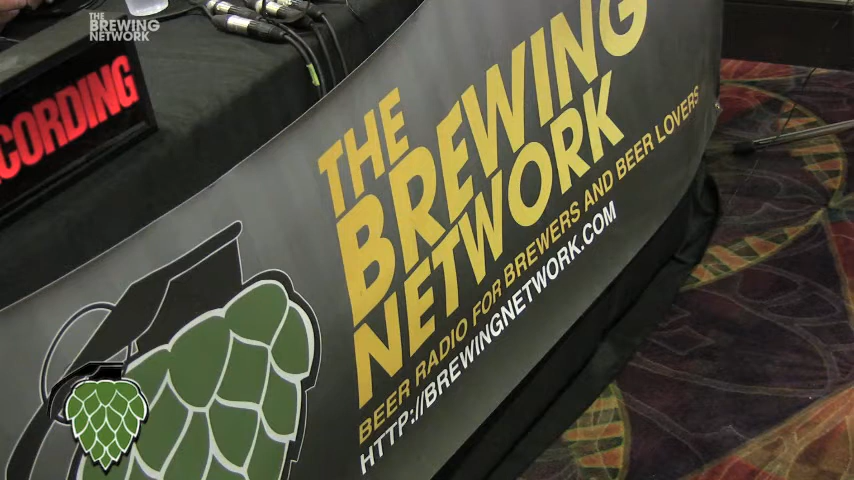 THE
BREWING
NETWORK
CORDING
THE
BREWING
NETWORK
BEER RADIO FOR BREWERS AND BEER LOVERS
HTTP://BREWINGNETWORK.COM